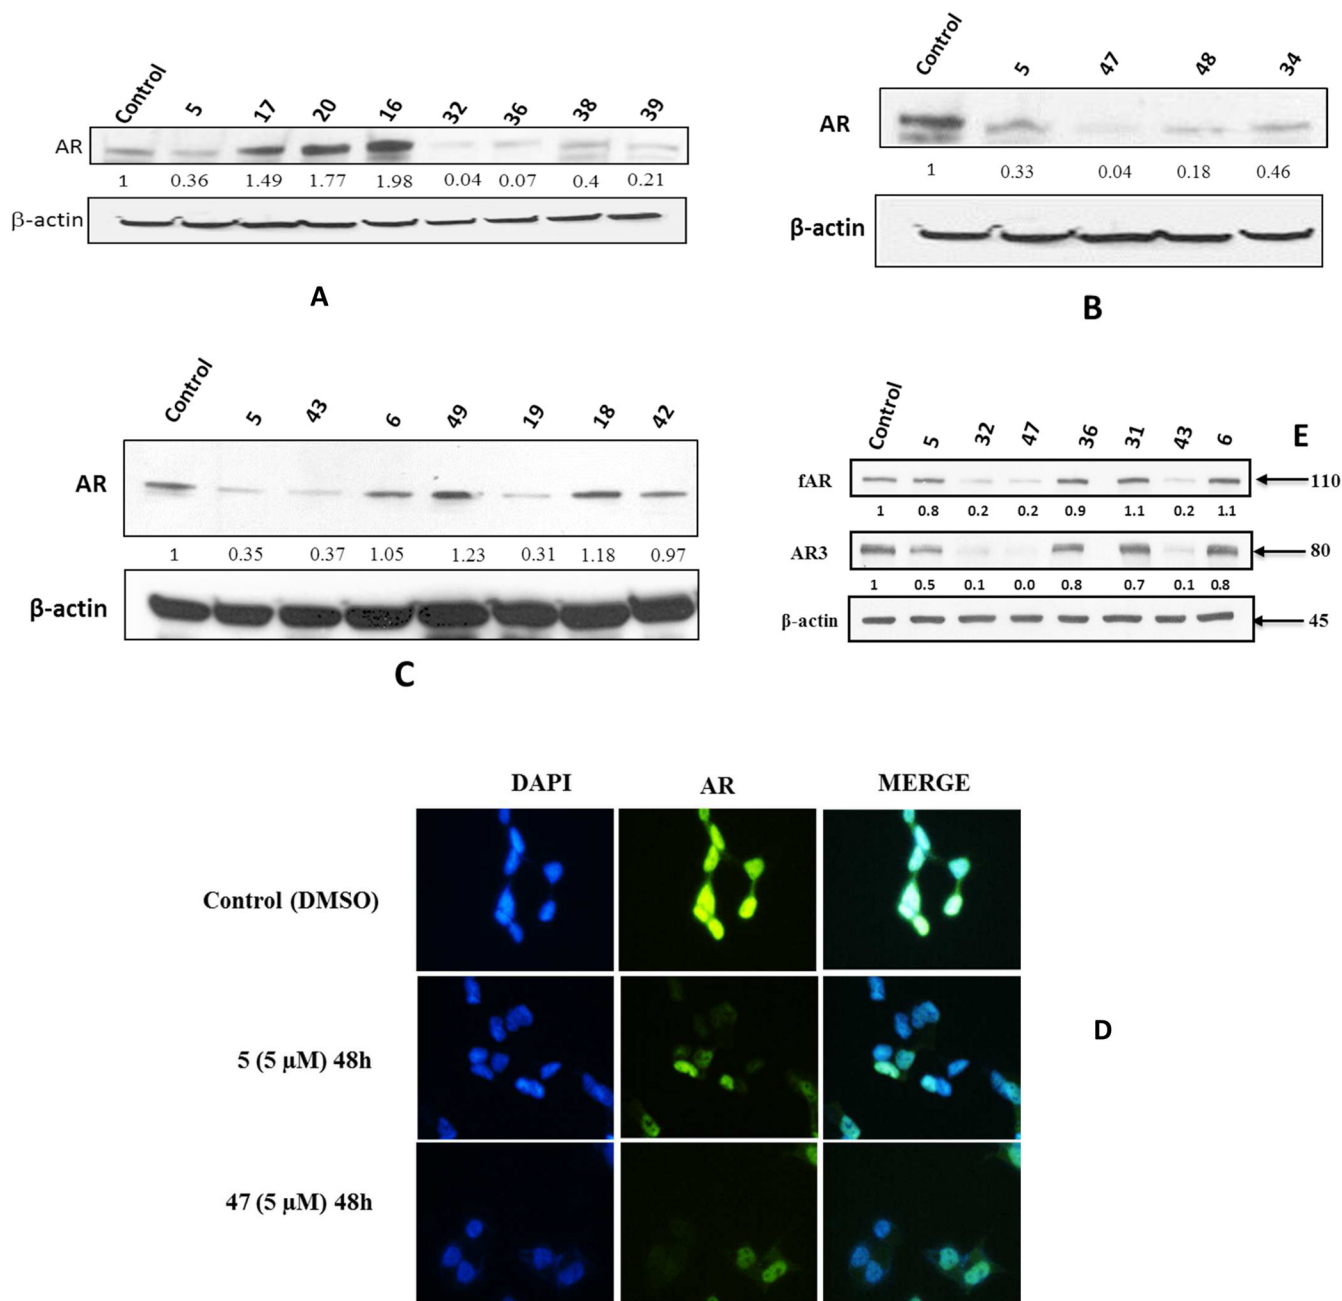 Control 5 17 20 16 32 36 38 39
AR
1 0.36 1.49 1.77 1.98 0.04 0.07 0.4 0.21
β-actin
A
Control 5 47 48 34
AR
1 0.33 0.04 0.18 0.46
β-actin
B
Control 5 43 6 49 19 18 42
AR
1 0.35 0.37 1.05 1.23 0.31 1.18 0.97
β-actin
C
Control 5 32 47 36 31 43 6 E
fAR 110
1 0.8 0.2 0.2 0.9 1.1 0.2 1.1
AR3 80
1 0.5 0.1 0.0 0.8 0.7 0.1 0.8
β-actin 45
DAPI AR MERGE
Control (DMSO)
5 (5 μM) 48h
D
47 (5 μM) 48h